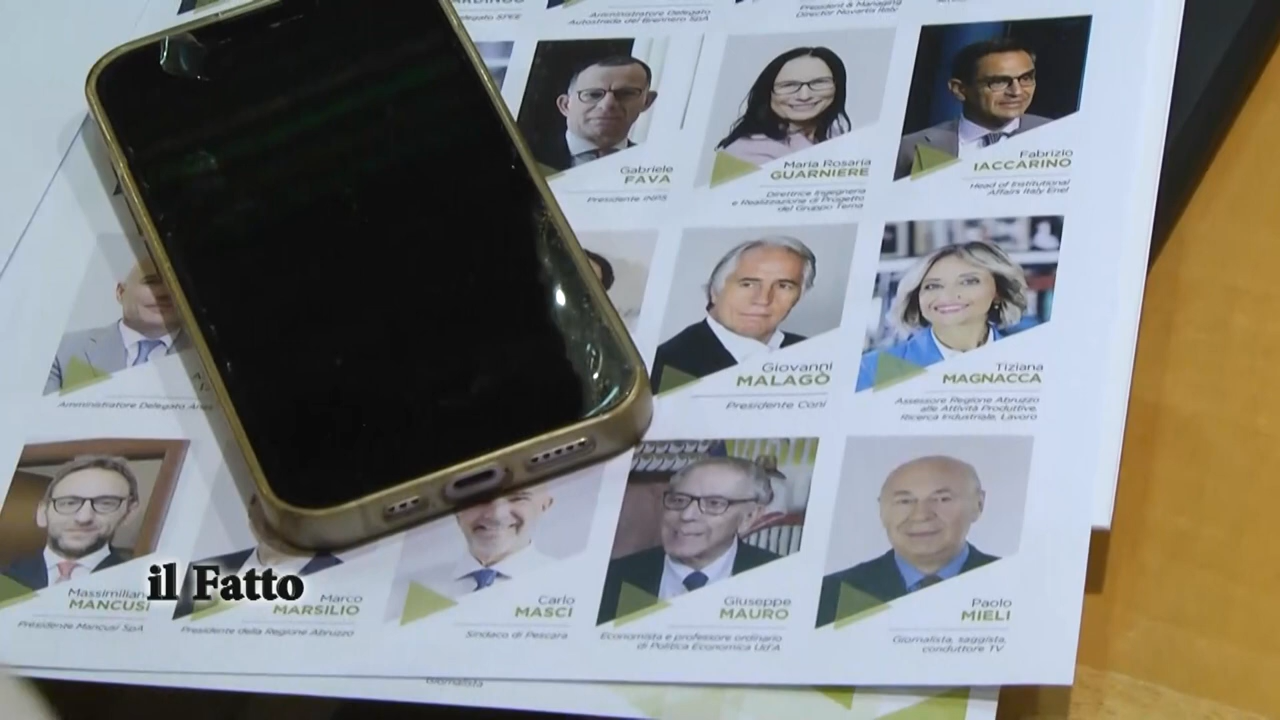 Delegato SPEE
Amministratore Delegato
Autostrada del Brennero SpA
President & Managing
Director Novartis Italy
Gabriele
FAVA
Presidente INPS
Maria Rosaria
GUARNIERE
Direttrice Ingegneria
e Realizzazione di Progetto
del Gruppo Terna
Fabrizio
IACCARINO
Head of Institutional
Affairs Italy Enel
Amministratore Delegato
Giovanni
MALAGÒ
Presidente Coni
Tiziana
MAGNACCA
Assessore Regione Abruzzo
alle Attività Produttive,
Ricerca Industriale, Lavoro
MANCUSI
Presidente Mancusi SpA
Marco
MARSILIO
Presidente della Regione Abruzzo
Carlo
MASCI
Sindaco di Pescara
Giuseppe
MAURO
Economista e professore ordinario
di Politica Economica Ud'A
Paolo
MIELI
Giornalista, saggista,
conduttore TV
il Fatto
Giornalista